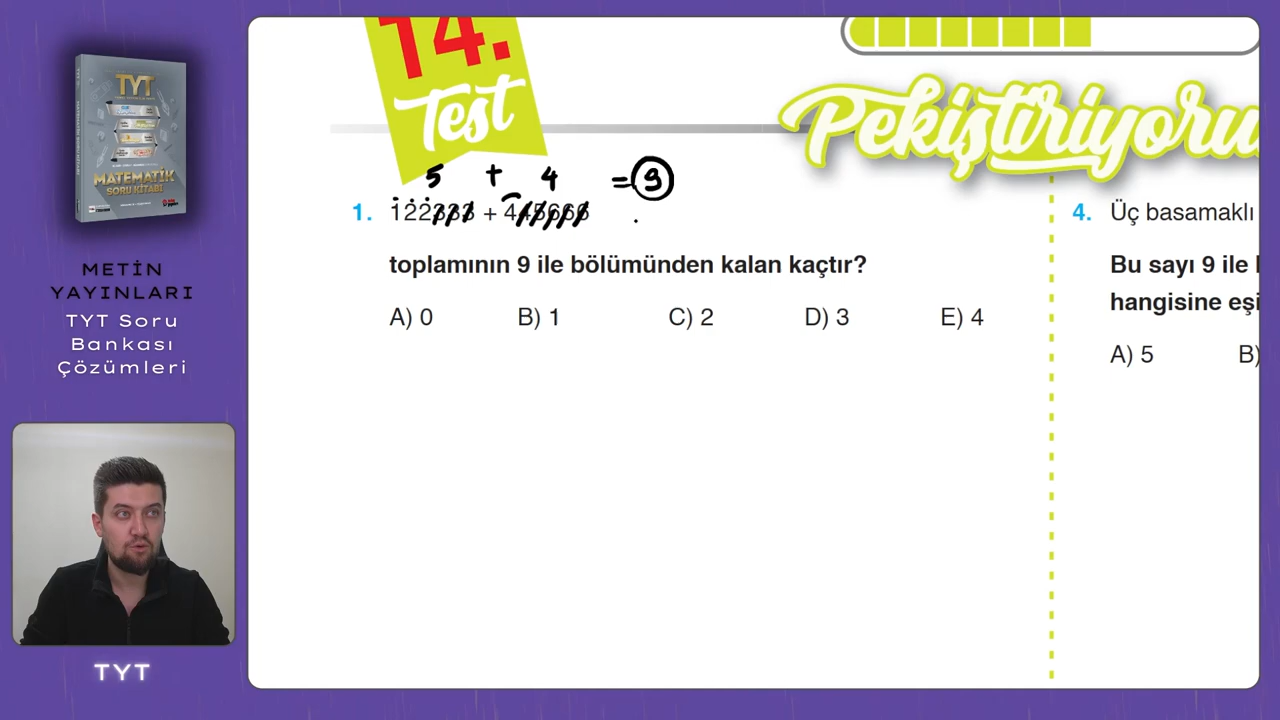 TYT
MATEMATİK
SORU KİTABI
METİN
YAYINLARI
TYT Soru
Bankası
Çözümleri
TYT
14.
Test
Pekiştiriyoru
5 + 4 = 9
1. 122333 + 445666
toplamının 9 ile bölümünden kalan kaçtır?
A) 0 B) 1 C) 2 D) 3 E) 4
4. Üç basamaklı
Bu sayı 9 ile
hangisine eşi
A) 5 B)